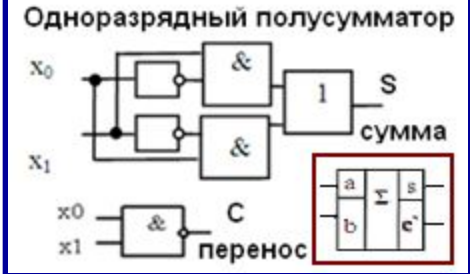 Одноразрядный полусумматор
x₀
&
1
S
сумма
&
x₁
x0
x1
&
C
перенос
a
b
Σ
s
c'